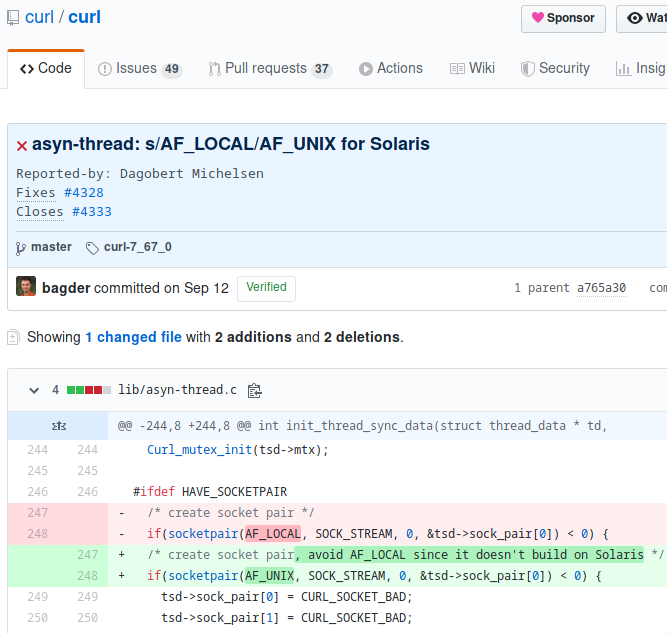 curl / curl
Sponsor
Code Issues 49 Pull requests 37 Actions Wiki Security
asyn-thread: s/AF_LOCAL/AF_UNIX for Solaris
Reported-by: Dagobert Michelsen
Fixes #4328
Closes #4333
master curl-7_67_0
bagder committed on Sep 12 Verified 1 parent a765a30
Showing 1 changed file with 2 additions and 2 deletions.
4 lib/asyn-thread.c
@@ -244,8 +244,8 @@ int init_thread_sync_data(struct thread_data * td,
244 244 Curl_mutex_init(tsd->mtx);
245 245
246 246 #ifdef HAVE_SOCKETPAIR
247 - /* create socket pair */
248 - if(socketpair(AF_LOCAL, SOCK_STREAM, 0, &tsd->sock_pair[0]) < 0) {
247 + /* create socket pair, avoid AF_LOCAL since it doesn't build on Solaris */
248 + if(socketpair(AF_UNIX, SOCK_STREAM, 0, &tsd->sock_pair[0]) < 0) {
249 249 tsd->sock_pair[0] = CURL_SOCKET_BAD;
250 250 tsd->sock_pair[1] = CURL_SOCKET_BAD;